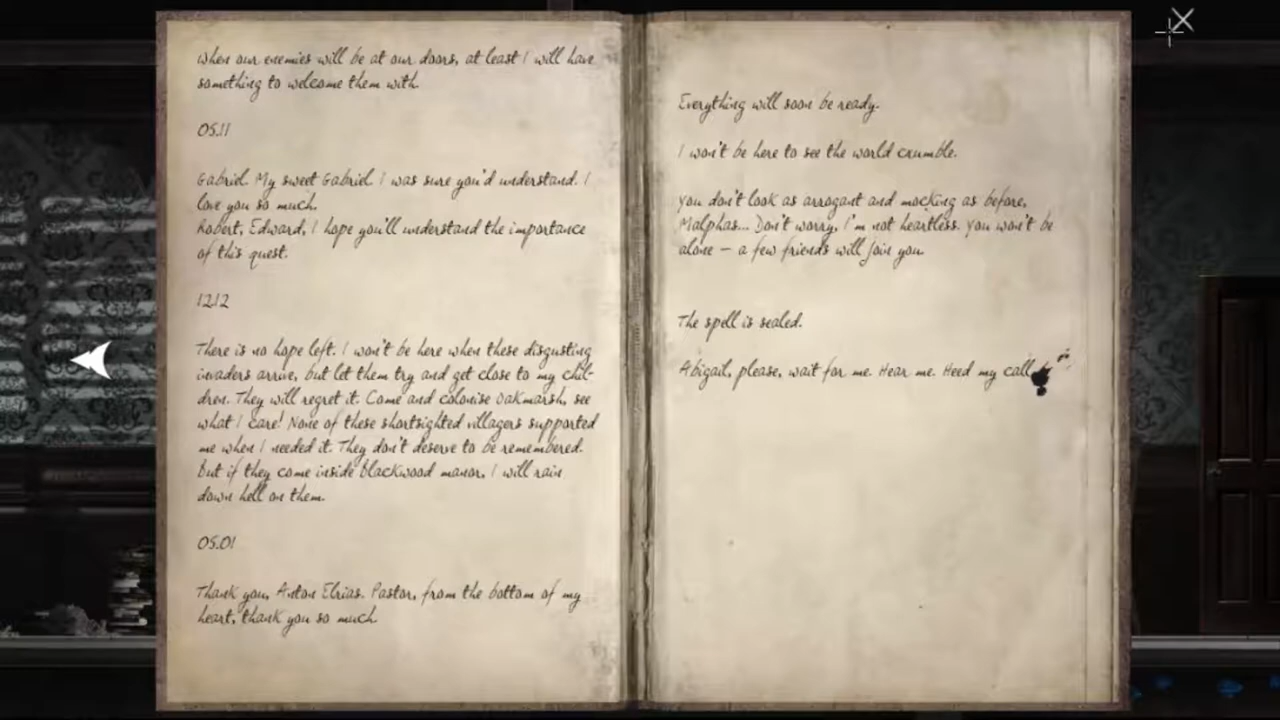 when our enemies will be at our doors, at least I will have
something to welcome them with.
05.11
Gabriel. My sweet Gabriel. I was sure you'd understand. I
love you so much.
Robert, Edward, I hope you'll understand the importance
of this quest.
12.12
There is no hope left. I won't be here when these disgusting
invaders arrive, but let them try and get close to my chil-
dren. They will regret it. Come and colonise Oakmarsh, see
what I care! None of these shortsighted villagers supported
me when I needed it. They don't deserve to be remembered.
But if they come inside Blackwood manor, I will rain
down hell on them.
05.01
Thank you, Anton Elrias. Pastor, from the bottom of my
heart, thank you so much.
Everything will soon be ready.
I won't be here to see the world crumble.
You don't look as arrogant and mocking as before,
Malphas... Don't worry, I'm not heartless. You won't be
alone – a few friends will join you.
The spell is sealed.
Abigail, please, wait for me. Hear me. Heed my call